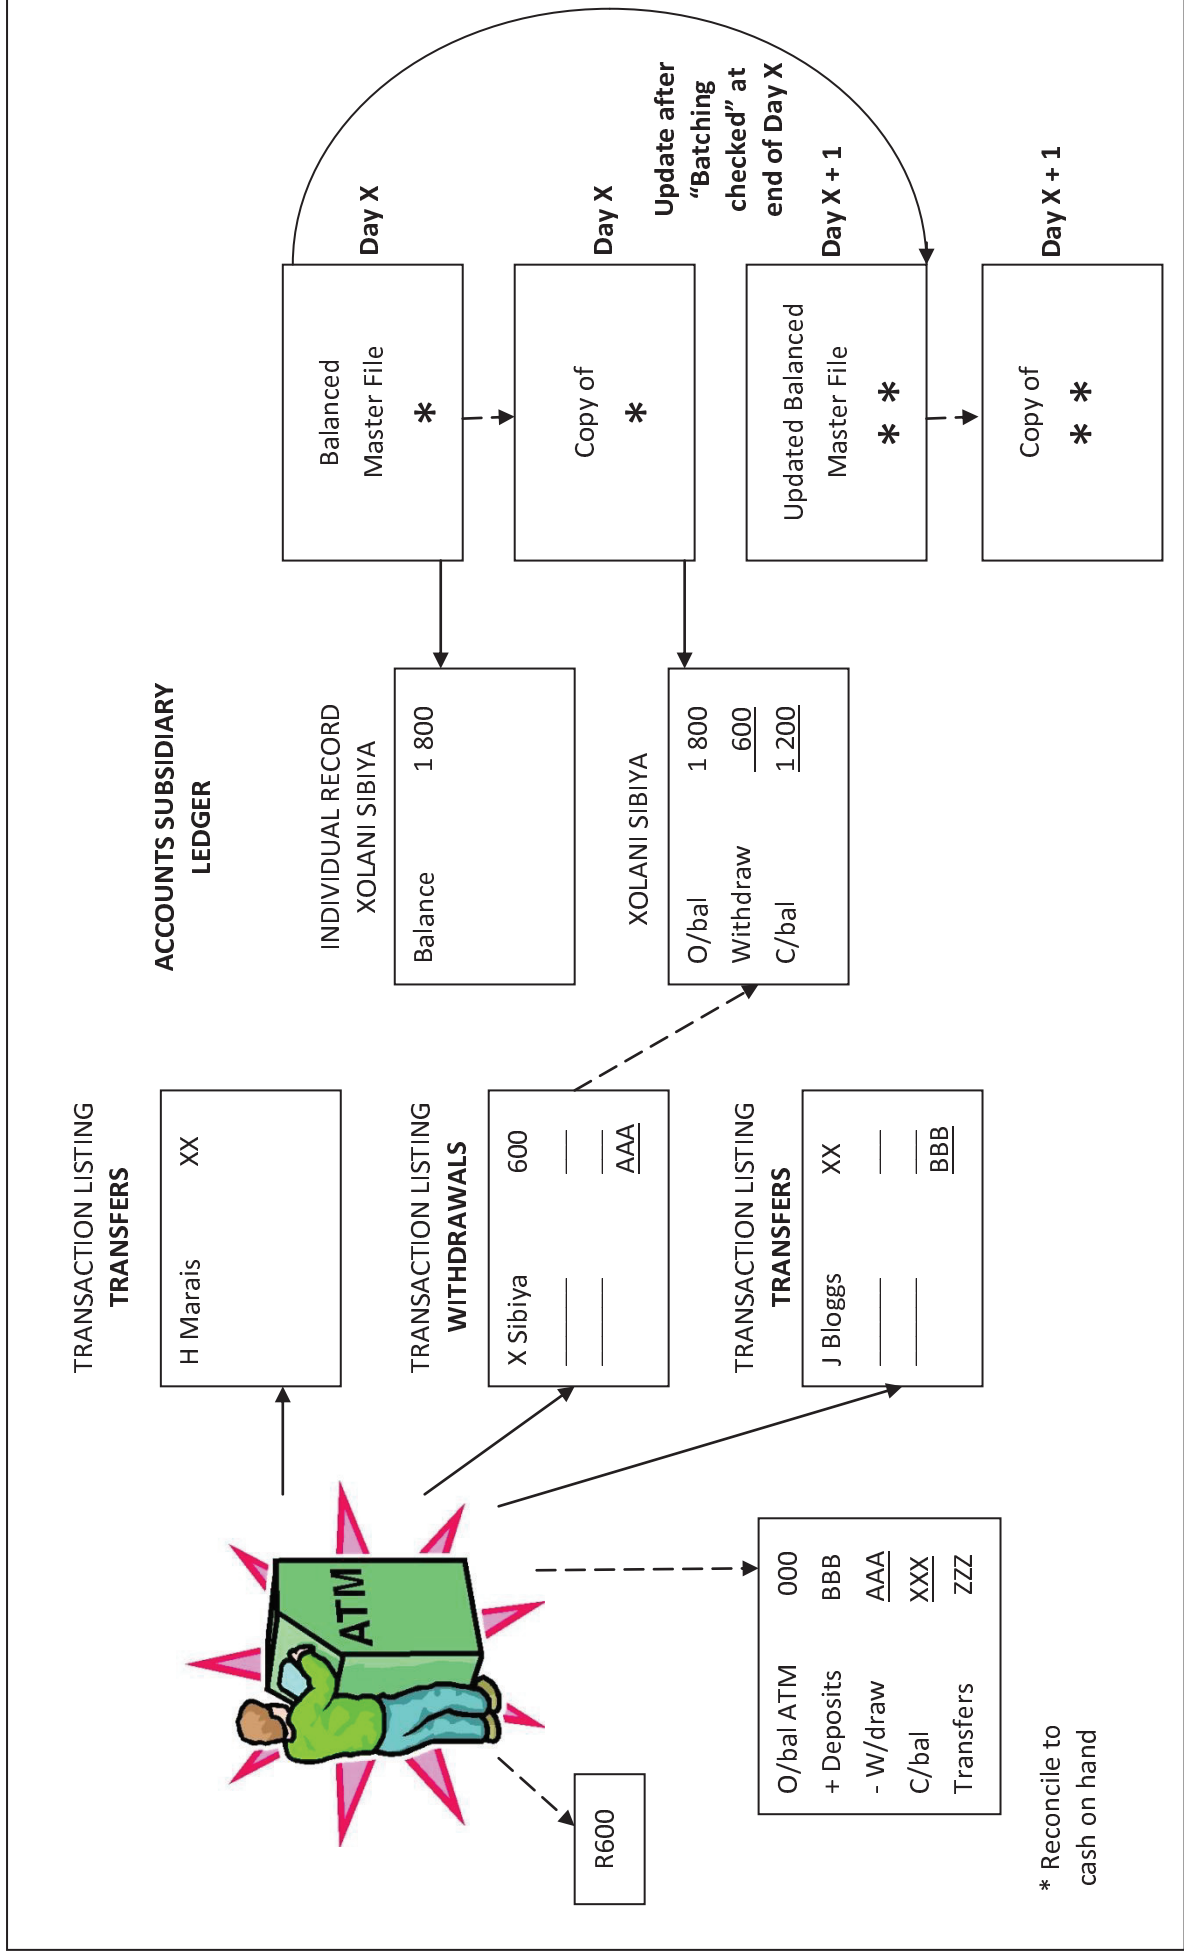 ACCOUNTS SUBSIDIARY
LEDGER
TRANSACTION LISTING
TRANSFERS
H Marais XX
TRANSACTION LISTING
WITHDRAWALS
X Sibiya 600
AAA
TRANSACTION LISTING
TRANSFERS
J Bloggs XX
BBB
ATM
R600
O/bal ATM 000
+ Deposits BBB
- W/draw AAA
C/bal XXX
Transfers ZZZ
* Reconcile to
cash on hand
INDIVIDUAL RECORD
XOLANI SIBIYA
Balance 1 800
XOLANI SIBIYA
O/bal 1 800
Withdraw 600
C/bal 1 200
Balanced
Master File
*
Day X
Copy of
*
Day X
Update after
“Batching
checked” at
end of Day X
Updated Balanced
Master File
* *
Day X + 1
Copy of
* *
Day X + 1